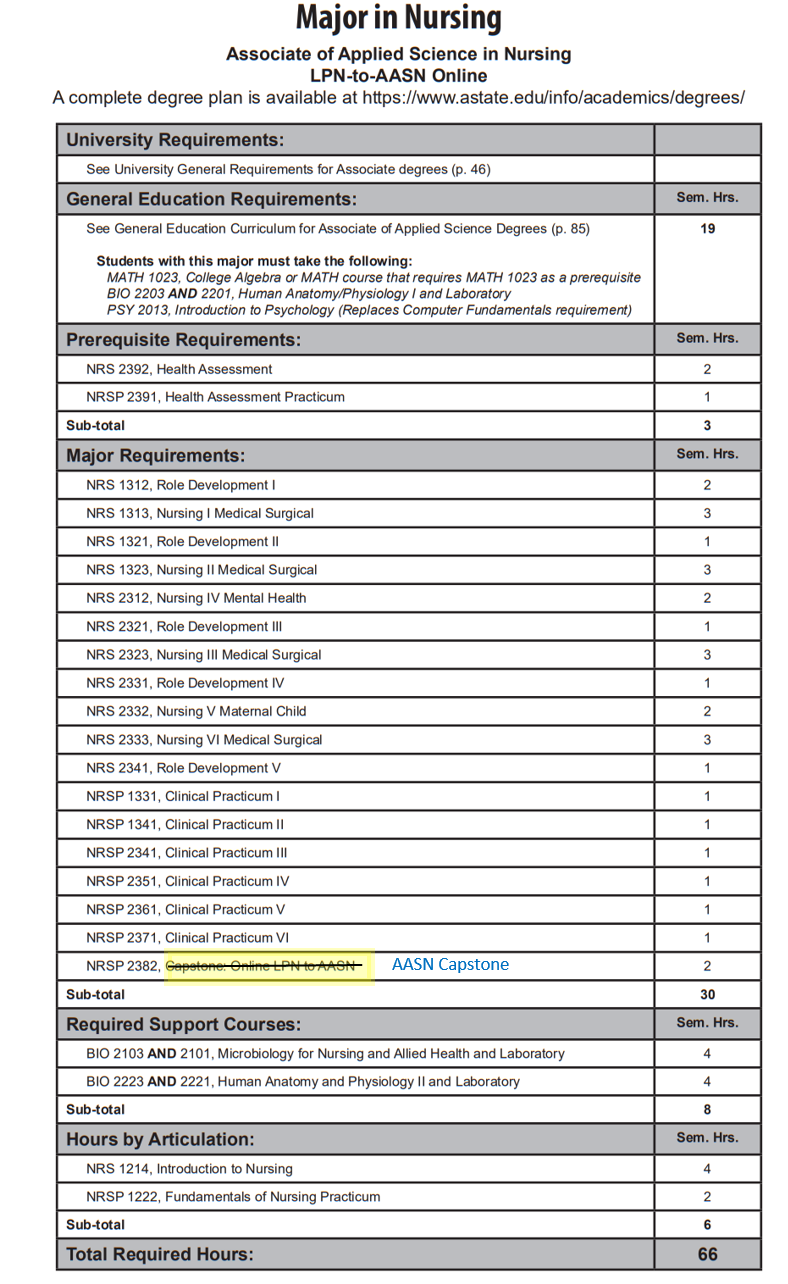 Major in Nursing
Associate of Applied Science in Nursing
LPN-to-AASN Online
A complete degree plan is available at https://www.astate.edu/info/academics/degrees/
University Requirements:
See University General Requirements for Associate degrees (p. 46)
General Education Requirements: Sem. Hrs.
See General Education Curriculum for Associate of Applied Science Degrees (p. 85) 19
Students with this major must take the following:
MATH 1023, College Algebra or MATH course that requires MATH 1023 as a prerequisite
BIO 2203 AND 2201, Human Anatomy/Physiology I and Laboratory
PSY 2013, Introduction to Psychology (Replaces Computer Fundamentals requirement)
Prerequisite Requirements: Sem. Hrs.
NRS 2392, Health Assessment 2
NRSP 2391, Health Assessment Practicum 1
Sub-total 3
Major Requirements: Sem. Hrs.
NRS 1312, Role Development I 2
NRS 1313, Nursing I Medical Surgical 3
NRS 1321, Role Development II 1
NRS 1323, Nursing II Medical Surgical 3
NRS 2312, Nursing IV Mental Health 2
NRS 2321, Role Development III 1
NRS 2323, Nursing III Medical Surgical 3
NRS 2331, Role Development IV 1
NRS 2332, Nursing V Maternal Child 2
NRS 2333, Nursing VI Medical Surgical 3
NRS 2341, Role Development V 1
NRSP 1331, Clinical Practicum I 1
NRSP 1341, Clinical Practicum II 1
NRSP 2341, Clinical Practicum III 1
NRSP 2351, Clinical Practicum IV 1
NRSP 2361, Clinical Practicum V 1
NRSP 2371, Clinical Practicum VI 1
NRSP 2382, Capstone: Online LPN to AASN AASN Capstone 2
Sub-total 30
Required Support Courses: Sem. Hrs.
BIO 2103 AND 2101, Microbiology for Nursing and Allied Health and Laboratory 4
BIO 2223 AND 2221, Human Anatomy and Physiology II and Laboratory 4
Sub-total 8
Hours by Articulation: Sem. Hrs.
NRS 1214, Introduction to Nursing 4
NRSP 1222, Fundamentals of Nursing Practicum 2
Sub-total 6
Total Required Hours: 66